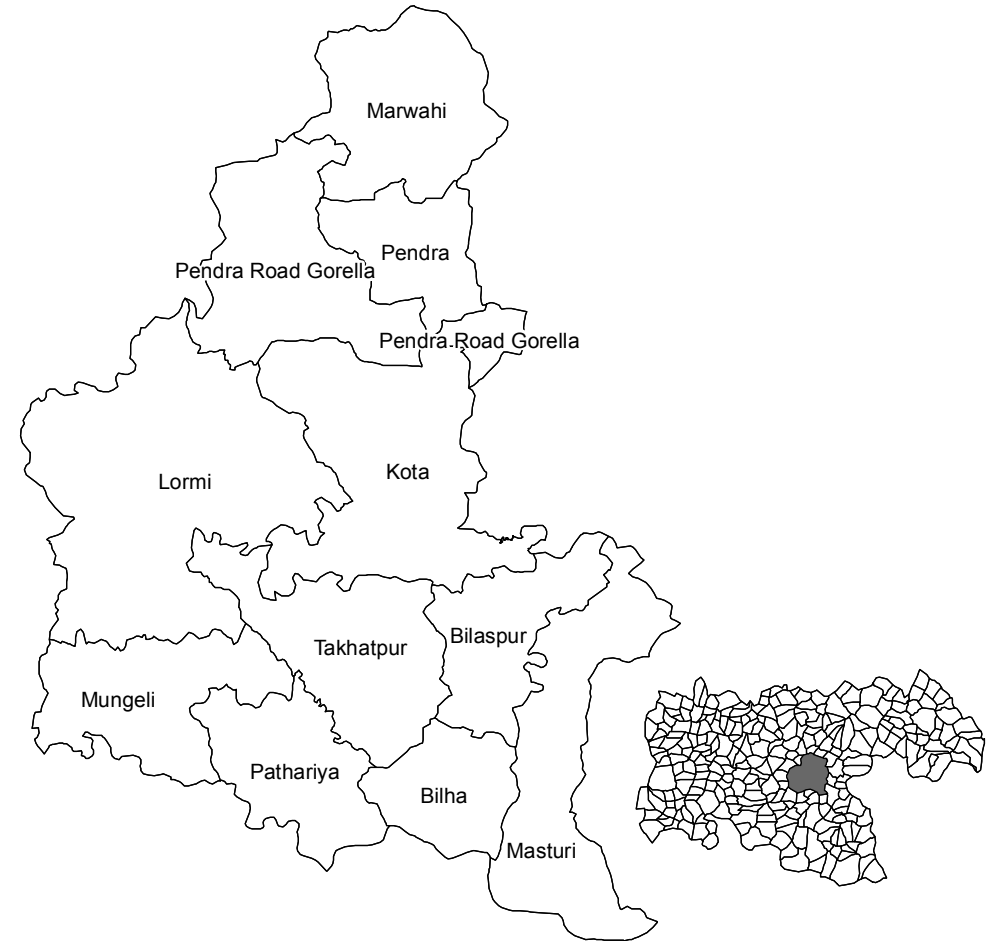 Marwahi
Pendra
Pendra Road Gorella
Pendra Road Gorella
Kota
Lormi
Bilaspur
Takhatpur
Mungeli
Pathariya
Bilha
Masturi